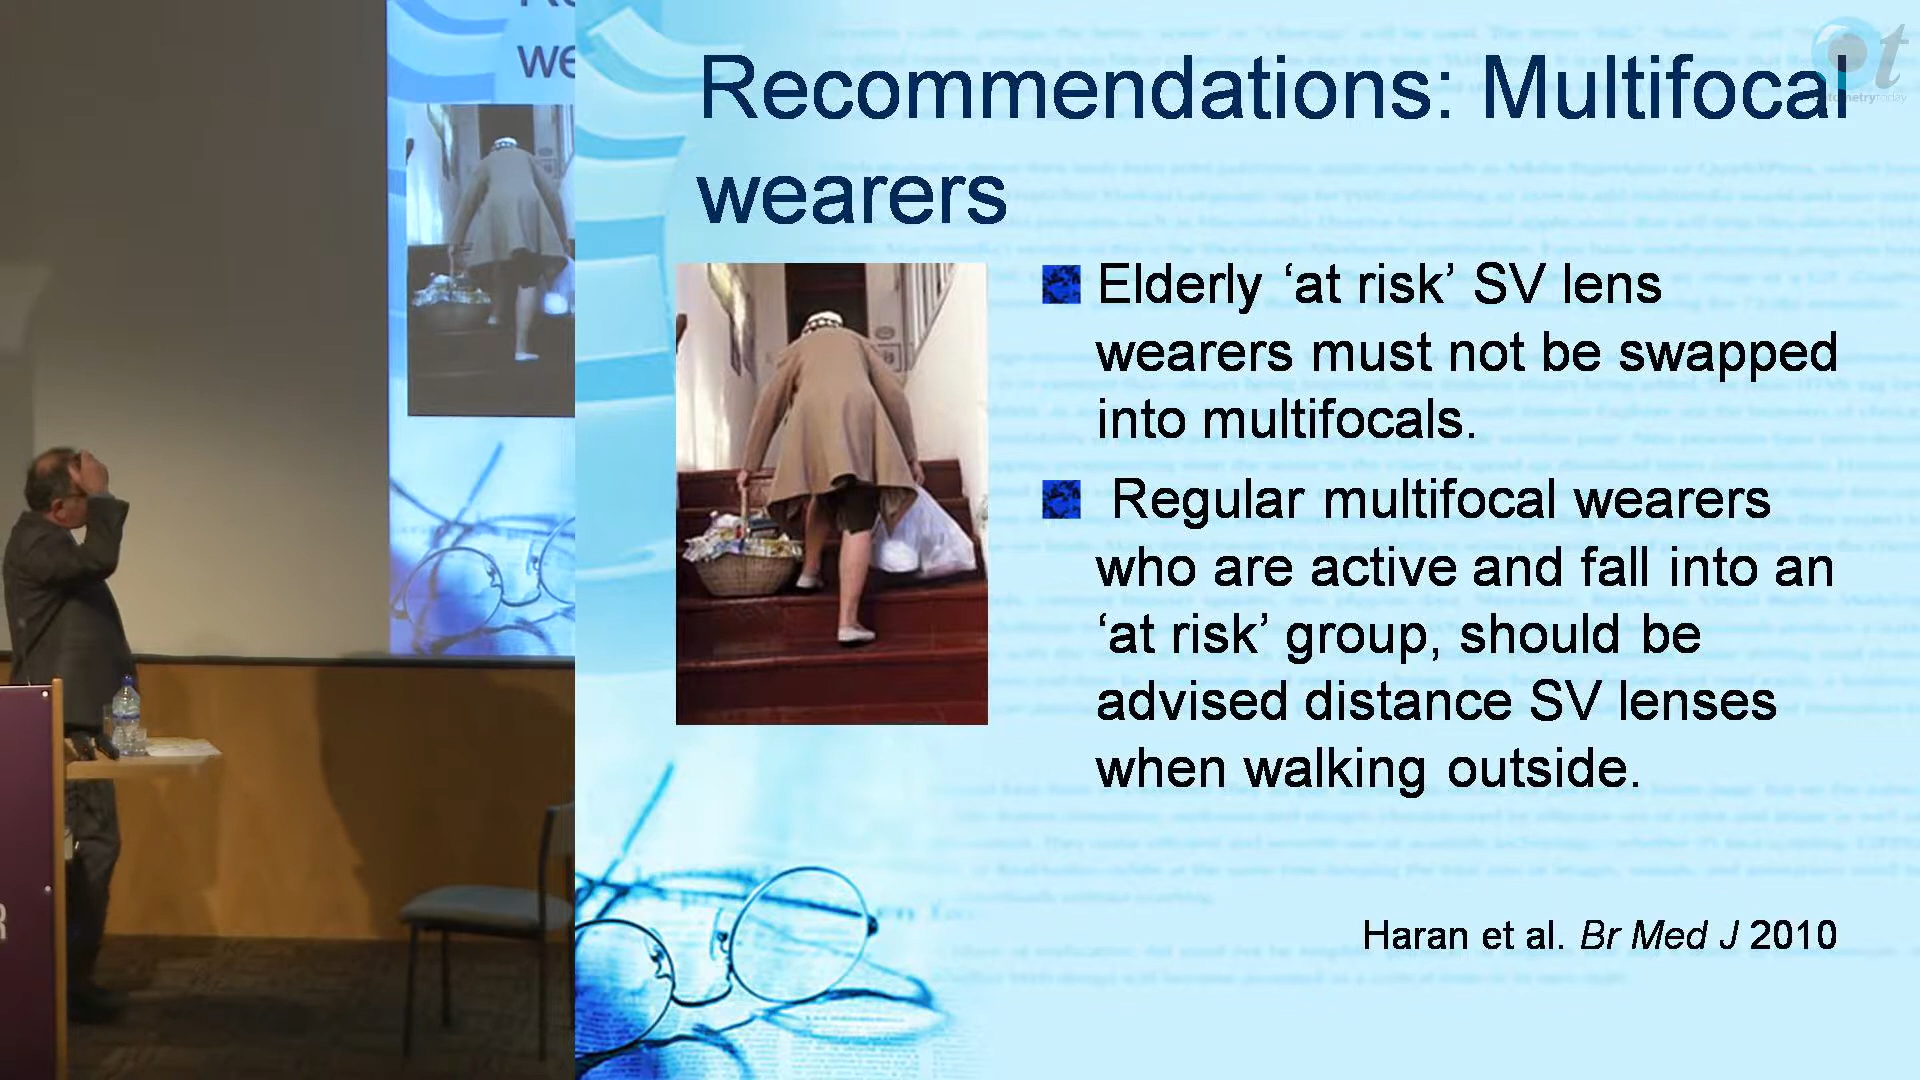 we
Recommendations: Multifocal
wearers
Elderly ‘at risk’ SV lens
wearers must not be swapped
into multifocals.
Regular multifocal wearers
who are active and fall into an
‘at risk’ group, should be
advised distance SV lenses
when walking outside.
Haran et al. Br Med J 2010
ot
R